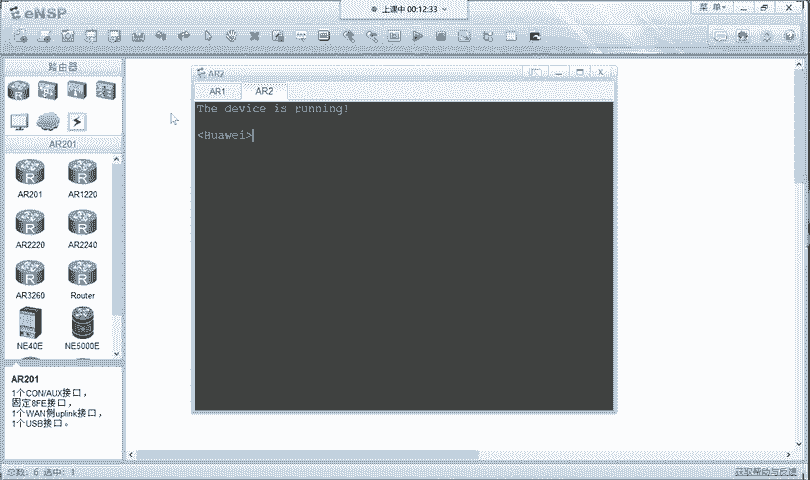 eNSP
上课中 00:12:33
菜 单
路由器
AR201
AR201
AR1220
AR2220
AR2240
AR3260
Router
NE40E
NE5000E
AR201
1个CON/AUX接口，
固定8FE接口，
1个WAN侧uplink接口，
1个USB接口。
AR2
AR1
AR2
The device is running!
<Huawei>
总数: 6 选中: 1
获取帮助与反馈